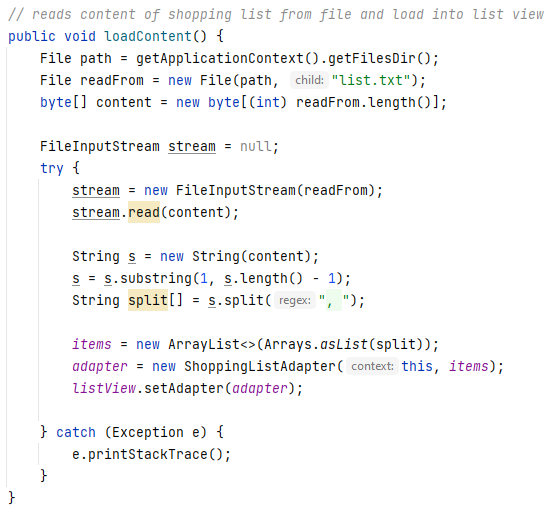 // reads content of shopping list from file and load into list view
public void loadContent() {
File path = getApplicationContext().getFilesDir();
File readFrom = new File(path, child: "list.txt");
byte[] content = new byte[(int) readFrom.length()];
FileInputStream stream = null;
try {
stream = new FileInputStream(readFrom);
stream.read(content);
String s = new String(content);
s = s.substring(1, s.length() - 1);
String split[] = s.split( regex: ", ");
items = new ArrayList<>(Arrays.asList(split));
adapter = new ShoppingListAdapter( context: this, items);
listView.setAdapter(adapter);
} catch (Exception e) {
e.printStackTrace();
}
}